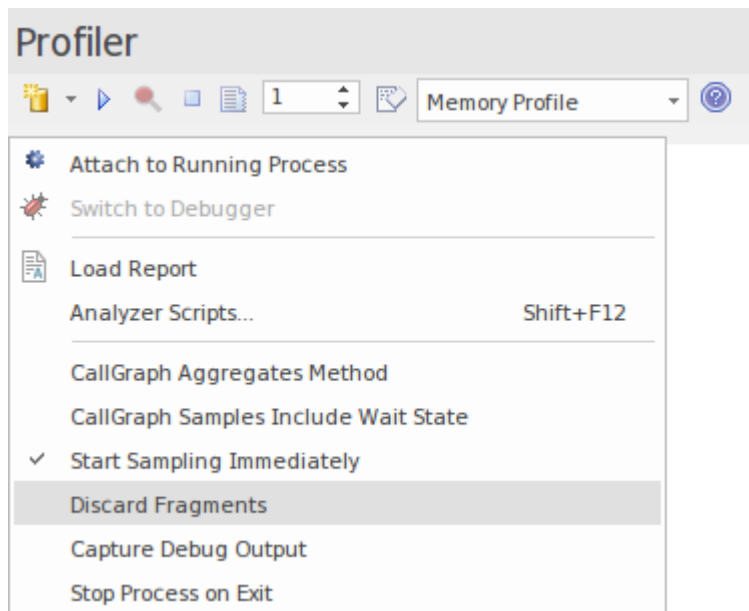 Profiler
1 Memory Profile
Attach to Running Process
Switch to Debugger
Load Report
Analyzer Scripts... Shift+F12
CallGraph Aggregates Method
CallGraph Samples Include Wait State
Start Sampling Immediately
Discard Fragments
Capture Debug Output
Stop Process on Exit